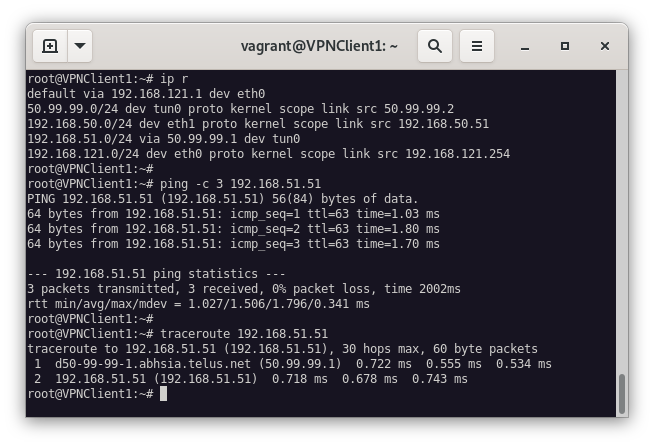 vagrant@VPNClient1: ~
root@VPNClient1:~# ip r
default via 192.168.121.1 dev eth0
50.99.99.0/24 dev tun0 proto kernel scope link src 50.99.99.2
192.168.50.0/24 dev eth1 proto kernel scope link src 192.168.50.51
192.168.51.0/24 via 50.99.99.1 dev tun0
192.168.121.0/24 dev eth0 proto kernel scope link src 192.168.121.254
root@VPNClient1:~#
root@VPNClient1:~# ping -c 3 192.168.51.51
PING 192.168.51.51 (192.168.51.51) 56(84) bytes of data.
64 bytes from 192.168.51.51: icmp_seq=1 ttl=63 time=1.03 ms
64 bytes from 192.168.51.51: icmp_seq=2 ttl=63 time=1.80 ms
64 bytes from 192.168.51.51: icmp_seq=3 ttl=63 time=1.70 ms

--- 192.168.51.51 ping statistics ---
3 packets transmitted, 3 received, 0% packet loss, time 2002ms
rtt min/avg/max/mdev = 1.027/1.506/1.796/0.341 ms
root@VPNClient1:~#
root@VPNClient1:~# traceroute 192.168.51.51
traceroute to 192.168.51.51 (192.168.51.51), 30 hops max, 60 byte packets
 1  d50-99-99-1.abhsia.telus.net (50.99.99.1)  0.722 ms  0.555 ms  0.534 ms
 2  192.168.51.51 (192.168.51.51)  0.718 ms  0.678 ms  0.743 ms
root@VPNClient1:~#